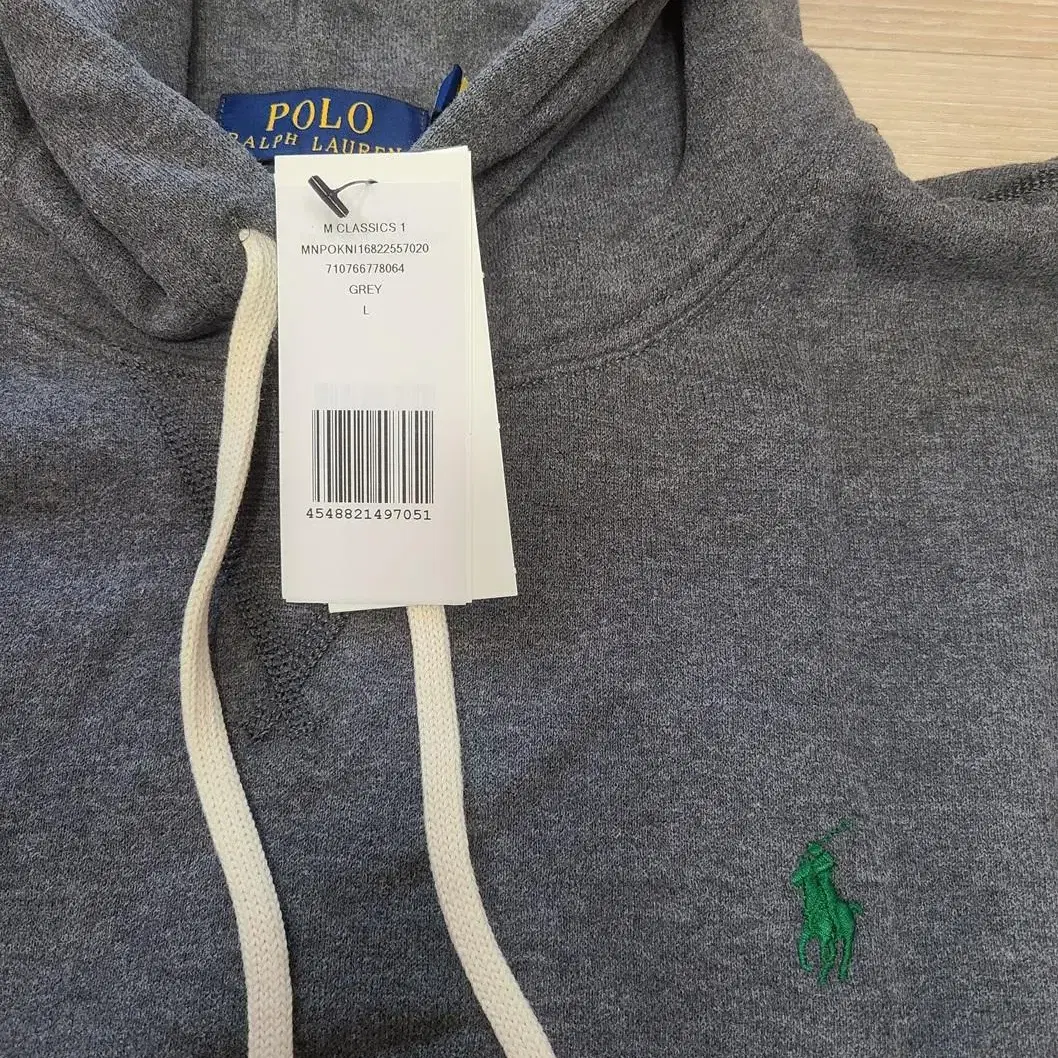 POLO
RALPH LAUREN
M CLASSICS 1
MNPOKNI16822557020
710766778064
GREY
L
4548821497051